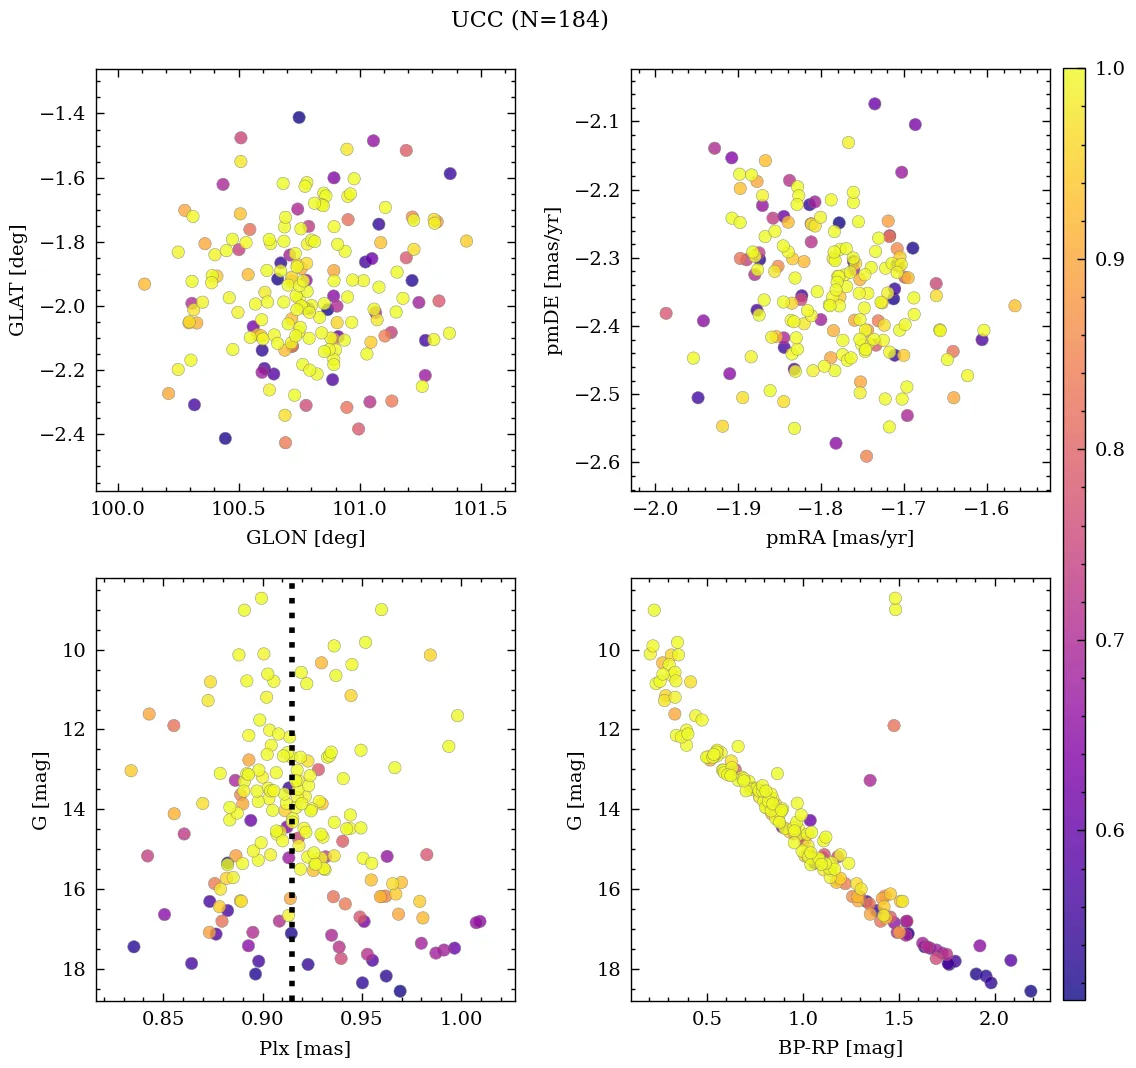 UCC (N=184)
−1.4
−1.6
−1.8
−2.0
−2.2
−2.4
GLAT [deg]
100.0 100.5 101.0 101.5
GLON [deg]
−2.1
−2.2
−2.3
−2.4
−2.5
−2.6
pmDE [mas/yr]
−2.0 −1.9 −1.8 −1.7 −1.6
pmRA [mas/yr]
1.0
0.9
0.8
0.7
0.6
10
12
14
16
18
G [mag]
0.85 0.90 0.95 1.00
Plx [mas]
10
12
14
16
18
G [mag]
0.5 1.0 1.5 2.0
BP-RP [mag]